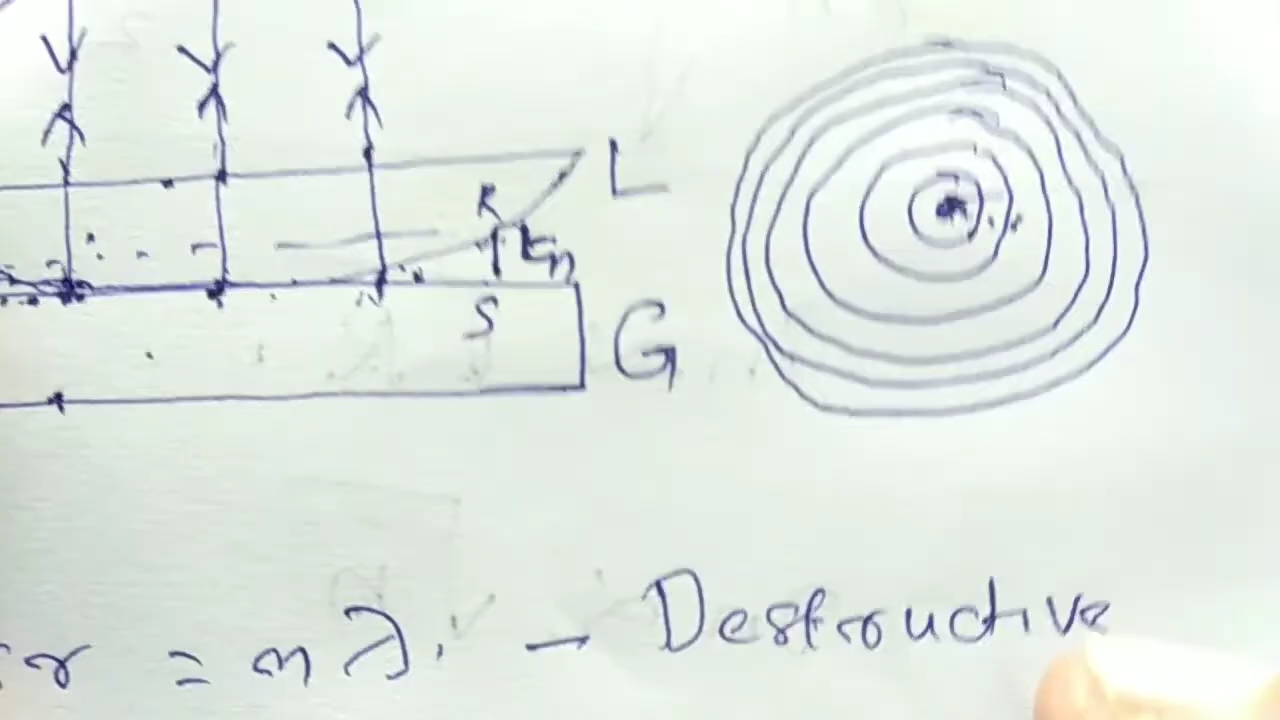 L
R
tn
S
G
r = nλ. - Destructive